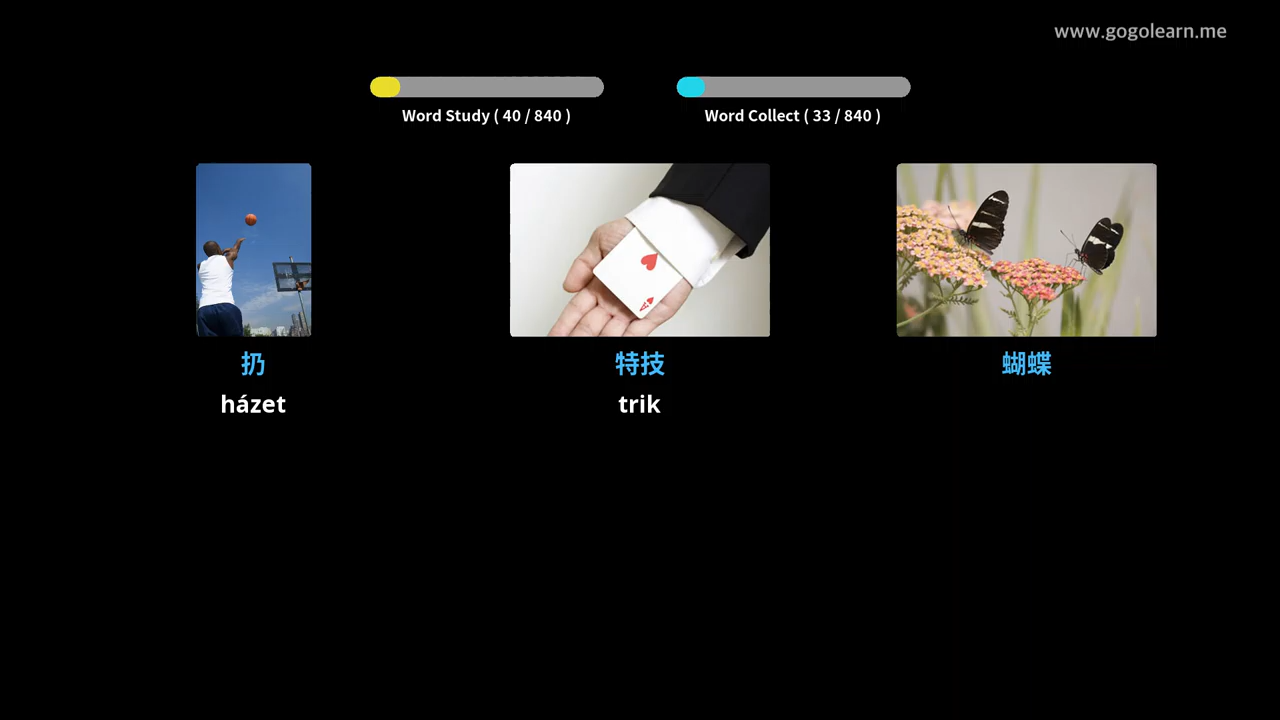 www.gogolearn.me
Word Study ( 40 / 840 )
Word Collect ( 33 / 840 )
扔
特技
蝴蝶
házet
trik